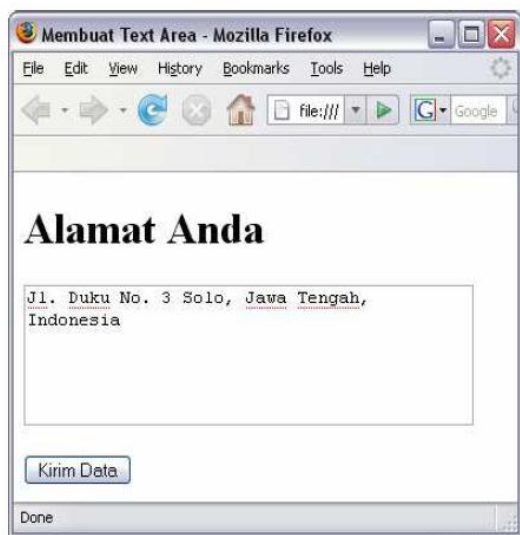 Membuat Text Area - Mozilla Firefox
File Edit View History Bookmarks Tools Help
file:/// G Google
Alamat Anda
Jl. Duku No. 3 Solo, Jawa Tengah,
Indonesia
Kirim Data
Done